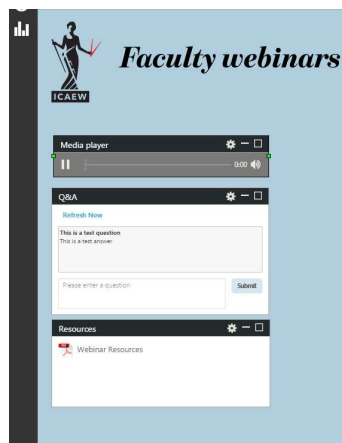 Faculty webinars
ICAEW
Media player
0:00
Q&A
Refresh Now
This is a test question
This is a test answer
Please enter a question
Submit
Resources
Webinar Resources